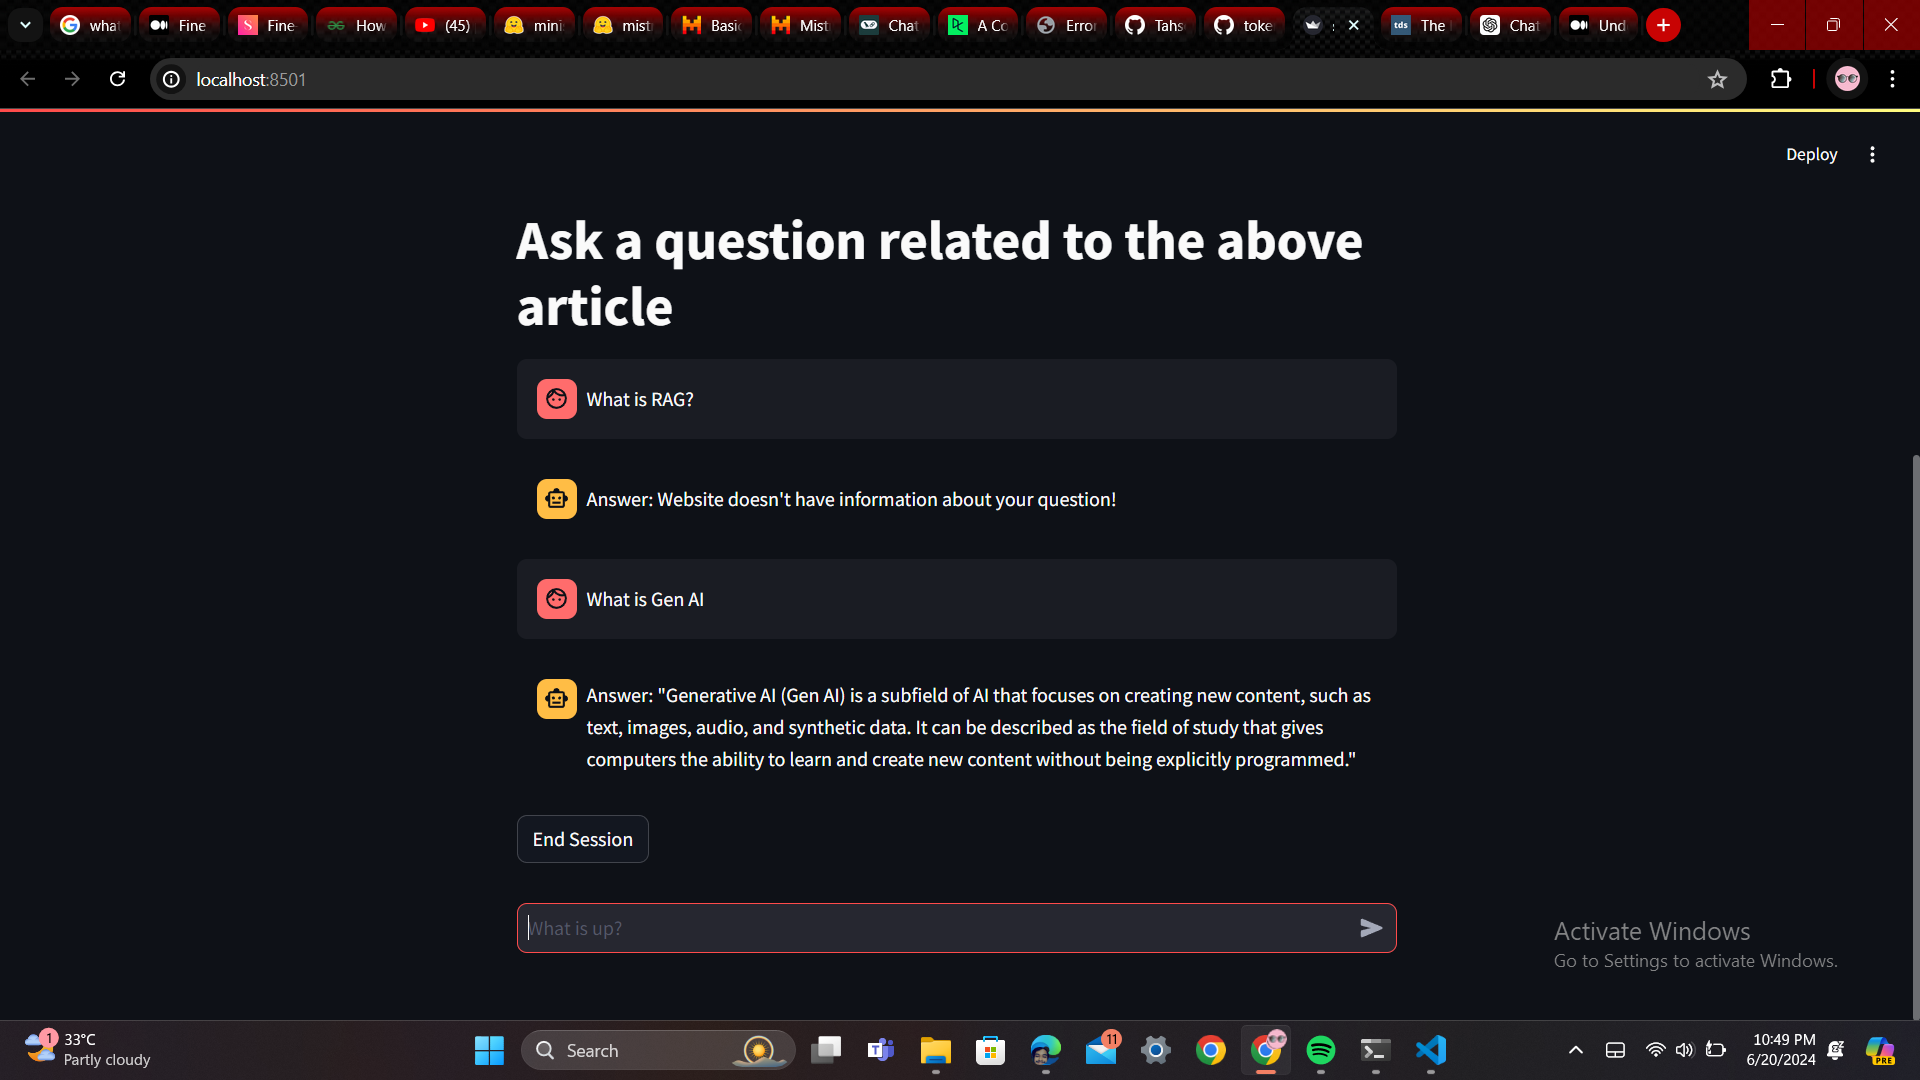 what
Fine
Fine
How
(45)
mini
mist
Basic
Mist
Chat
A Co
Erro
Tahs
toke
The
Chat
Und
localhost:8501
Deploy
Ask a question related to the above
article
What is RAG?
Answer: Website doesn't have information about your question!
What is Gen AI
Answer: "Generative AI (Gen AI) is a subfield of AI that focuses on creating new content, such as
text, images, audio, and synthetic data. It can be described as the field of study that gives
computers the ability to learn and create new content without being explicitly programmed."
End Session
What is up?
Activate Windows
Go to Settings to activate Windows.
1
33°C
Partly cloudy
Search
11
10:49 PM
6/20/2024
PRE